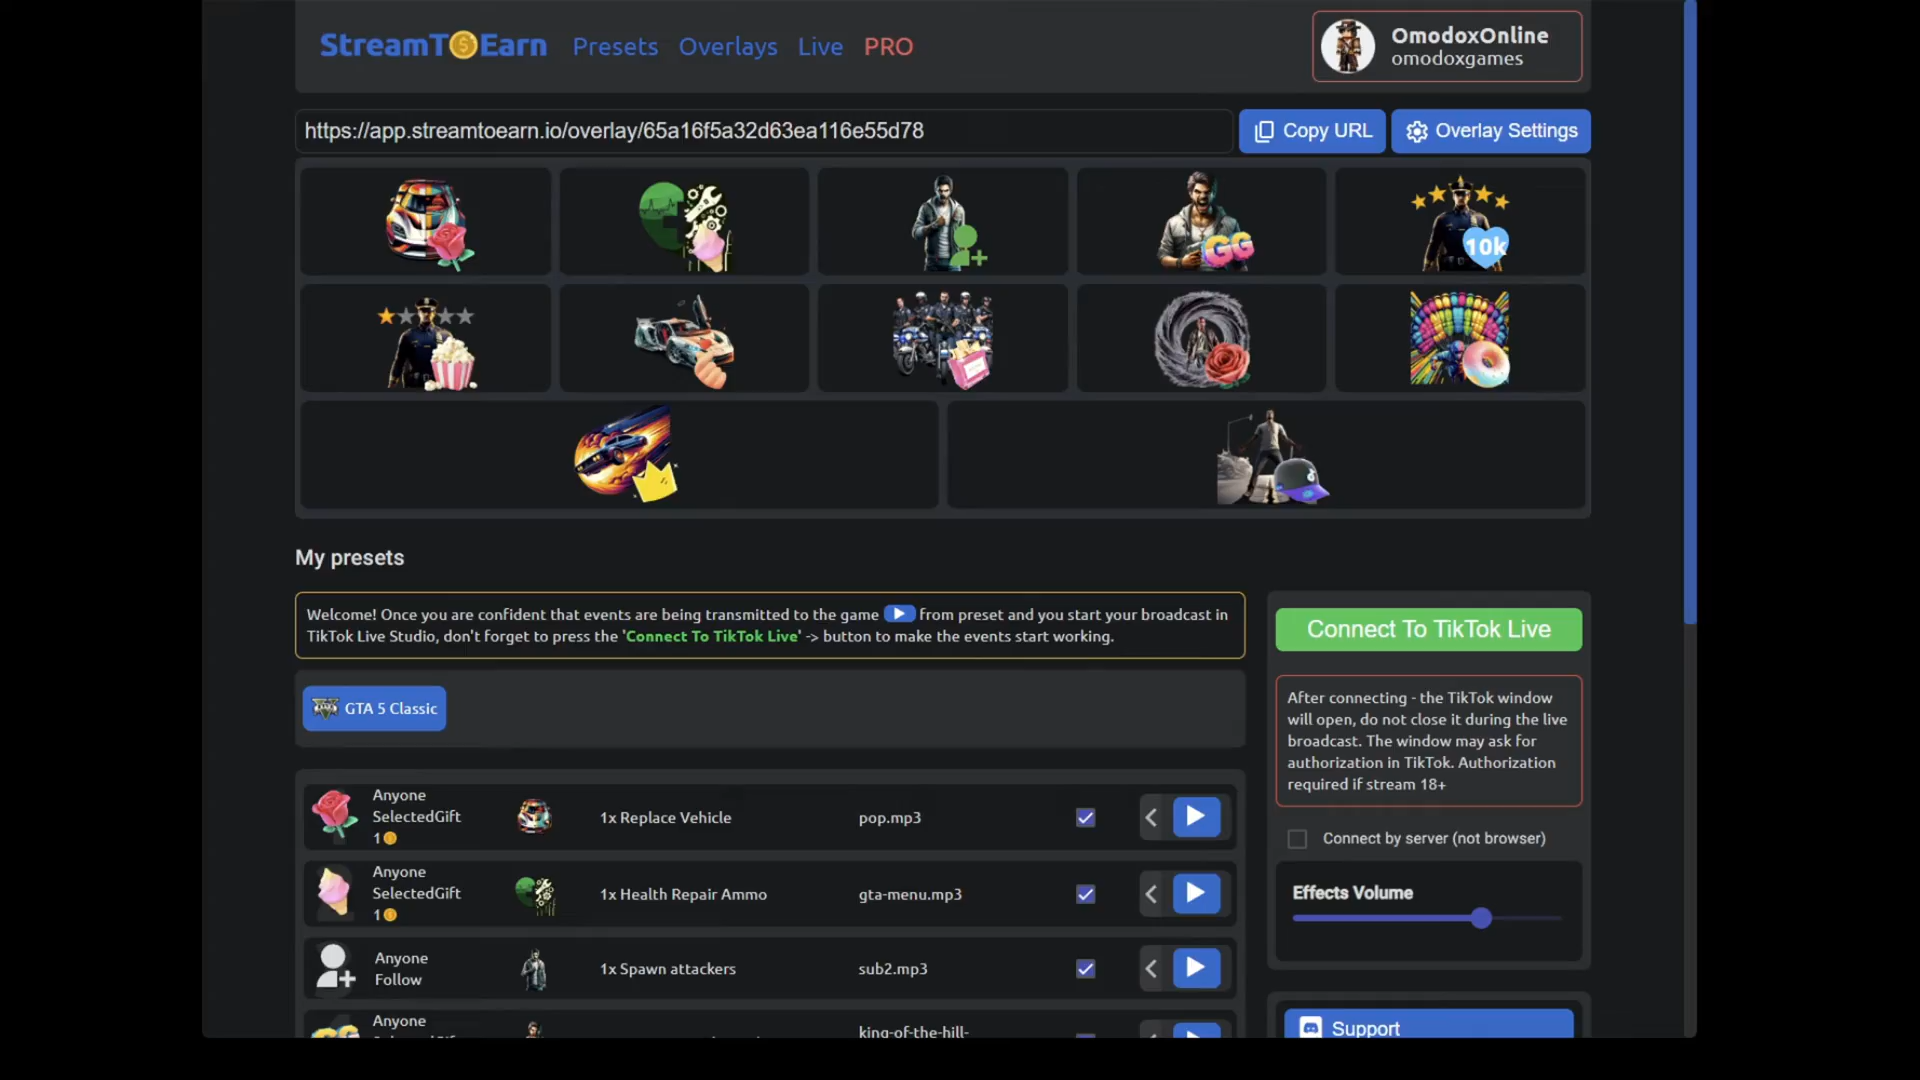 StreamToEarn Presets Overlays Live PRO
OmodoxOnline
omodoxgames
https://app.streamtoearn.io/overlay/65a16f5a32d63ea116e55d78
Copy URL
Overlay Settings
GG
10k
My presets
Welcome! Once you are confident that events are being transmitted to the game from preset and you start your broadcast in
TikTok Live Studio, don't forget to press the 'Connect To TikTok Live' -> button to make the events start working.
Connect To TikTok Live
After connecting - the TikTok window
will open, do not close it during the live
broadcast. The window may ask for
authorization in TikTok. Authorization
required if stream 18+
GTA 5 Classic
Connect by server (not browser)
Effects Volume
Anyone
SelectedGift
1
1x Replace Vehicle
pop.mp3
Anyone
SelectedGift
1
1x Health Repair Ammo
gta-menu.mp3
Anyone
Follow
1x Spawn attackers
sub2.mp3
Anyone
king-of-the-hill-
Support